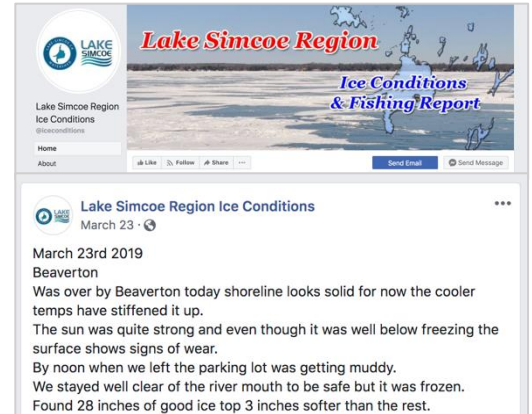 LAKE
SIMCOE
Lake Simcoe Region
Ice Conditions
& Fishing Report
Lake Simcoe Region
Ice Conditions
@iceconditions
Home
About
Like Follow Share ...
Send Email
Send Message
LAKE
SIMCOE
Lake Simcoe Region Ice Conditions
March 23 ·
March 23rd 2019
Beaverton
Was over by Beaverton today shoreline looks solid for now the cooler
temps have stiffened it up.
The sun was quite strong and even though it was well below freezing the
surface shows signs of wear.
By noon when we left the parking lot was getting muddy.
We stayed well clear of the river mouth to be safe but it was frozen.
Found 28 inches of good ice top 3 inches softer than the rest.